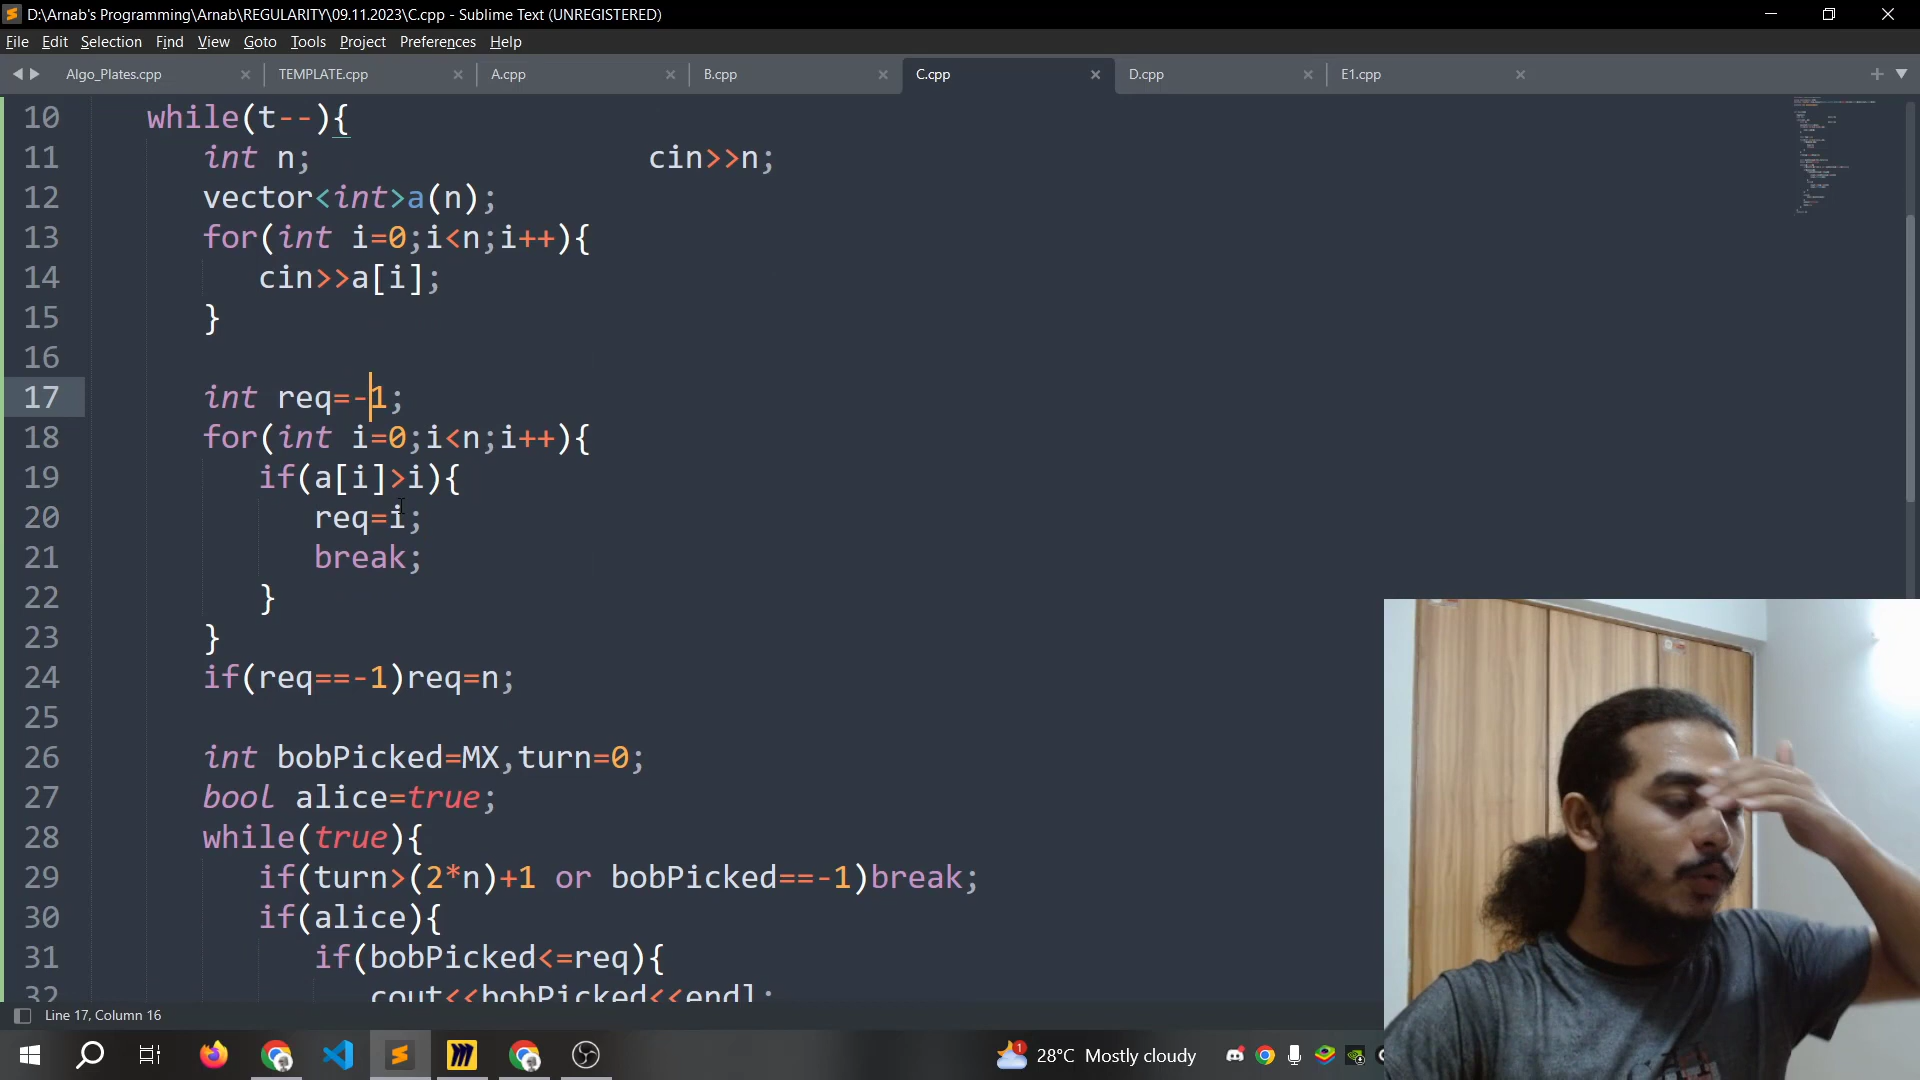 D:\Arnab's Programming\Arnab\REGULARITY\09.11.2023\C.cpp - Sublime Text (UNREGISTERED)
File Edit Selection Find View Goto Tools Project Preferences Help
Algo_Plates.cpp TEMPLATE.cpp A.cpp B.cpp C.cpp D.cpp E1.cpp
10 while(t--){
11 int n; cin>>n;
12 vector<int>a(n);
13 for(int i=0;i<n;i++){
14 cin>>a[i];
15 }
16
17 int req=-1;
18 for(int i=0;i<n;i++){
19 if(a[i]>i){
20 req=i;
21 break;
22 }
23 }
24 if(req==-1)req=n;
25
26 int bobPicked=MX,turn=0;
27 bool alice=true;
28 while(true){
29 if(turn>(2*n)+1 or bobPicked==-1)break;
30 if(alice){
31 if(bobPicked<=req){
32 cout<<bobPicked<<endl;
Line 17, Column 16
28°C Mostly cloudy